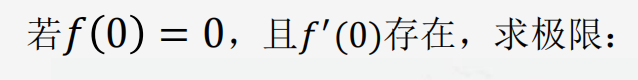 若f(0) = 0，且f′(0)存在，求极限：